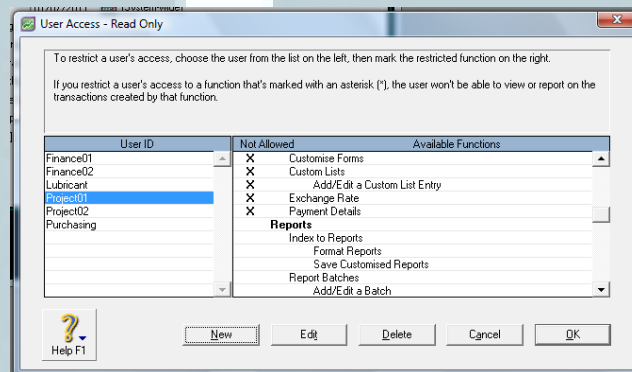 10/20/2011 [System-wide]
User Access - Read Only
To restrict a user's access, choose the user from the list on the left, then mark the restricted function on the right.
If you restrict a user's access to a function that's marked with an asterisk (*), the user won't be able to view or report on the
transactions created by that function.
User ID Not Allowed Available Functions
Finance01 X Customise Forms
Finance02 X Custom Lists
Lubricant X Add/Edit a Custom List Entry
Project01 X Exchange Rate
Project02 X Payment Details
Purchasing Reports
Index to Reports
Format Reports
Save Customised Reports
Report Batches
Add/Edit a Batch
Help F1 New Edit Delete Cancel OK